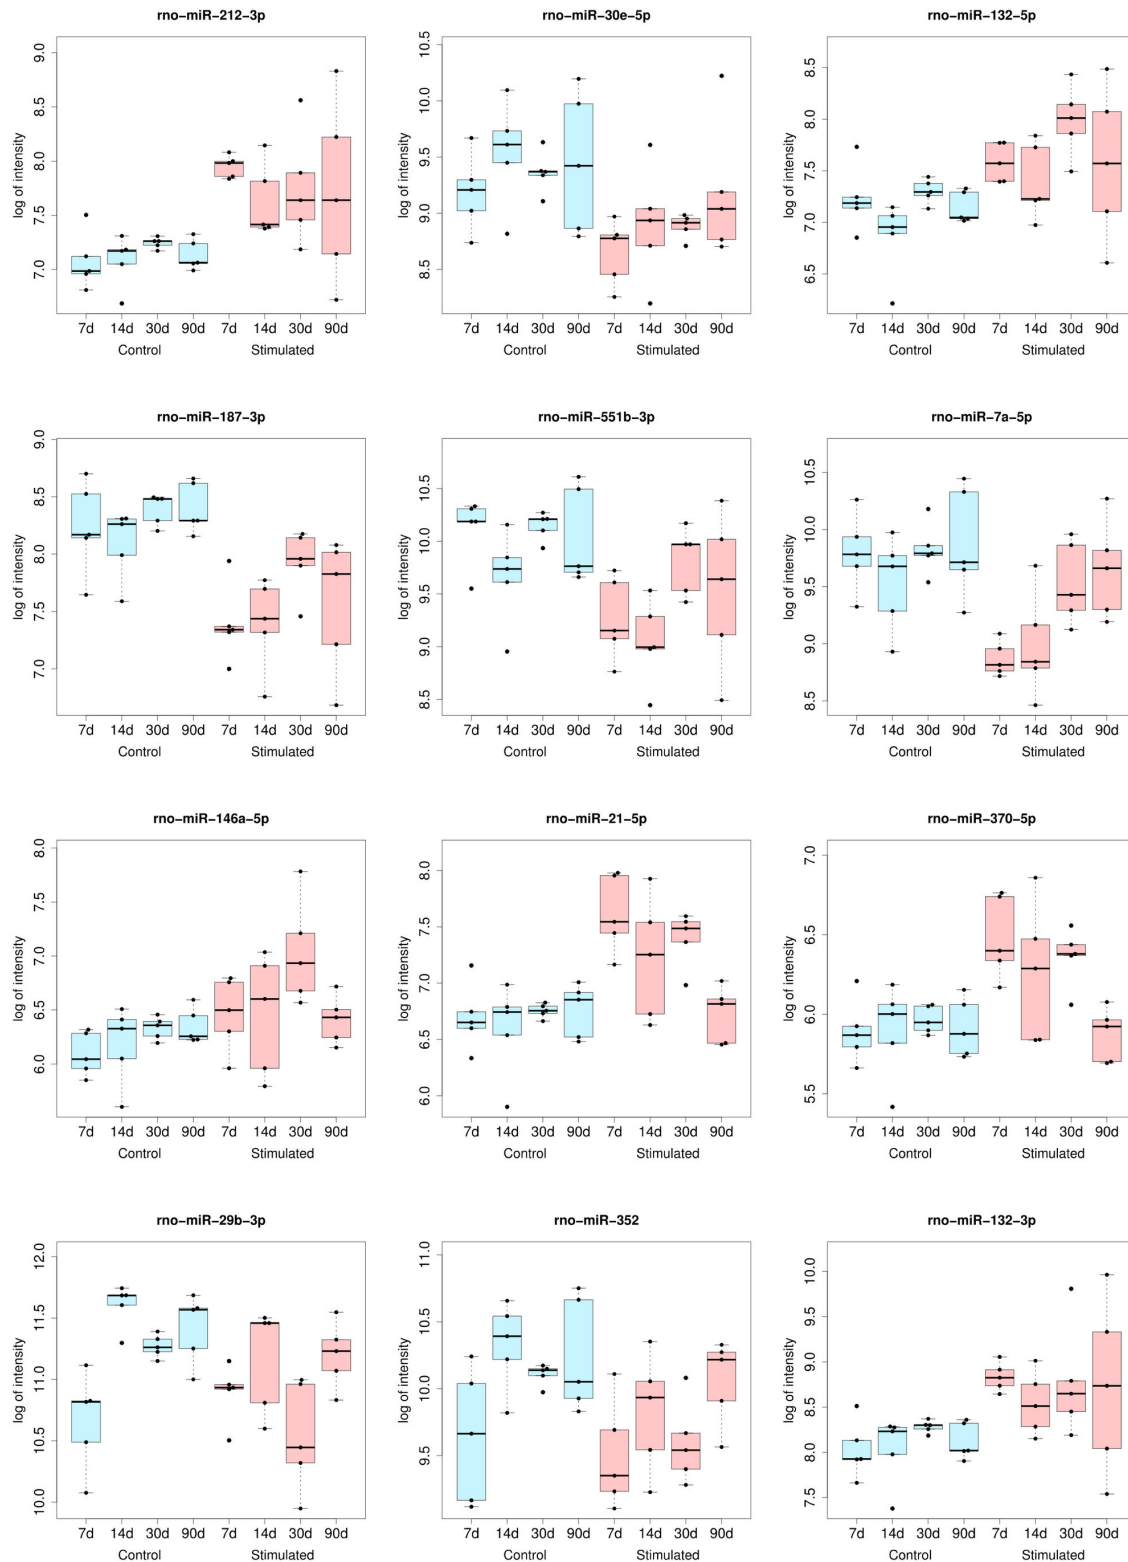 rno−miR−212−3p
log of intensity
9.0
8.5
8.0
7.5
7.0
7d 14d 30d 90d 7d 14d 30d 90d
Control Stimulated
rno−miR−30e−5p
log of intensity
10.5
10.0
9.5
9.0
8.5
7d 14d 30d 90d 7d 14d 30d 90d
Control Stimulated
rno−miR−132−5p
log of intensity
8.5
8.0
7.5
7.0
6.5
7d 14d 30d 90d 7d 14d 30d 90d
Control Stimulated
rno−miR−187−3p
log of intensity
9.0
8.5
8.0
7.5
7.0
7d 14d 30d 90d 7d 14d 30d 90d
Control Stimulated
rno−miR−551b−3p
log of intensity
10.5
10.0
9.5
9.0
8.5
7d 14d 30d 90d 7d 14d 30d 90d
Control Stimulated
rno−miR−7a−5p
log of intensity
10.5
10.0
9.5
9.0
8.5
7d 14d 30d 90d 7d 14d 30d 90d
Control Stimulated
rno−miR−146a−5p
log of intensity
8.0
7.5
7.0
6.5
6.0
7d 14d 30d 90d 7d 14d 30d 90d
Control Stimulated
rno−miR−21−5p
log of intensity
8.0
7.5
7.0
6.5
6.0
7d 14d 30d 90d 7d 14d 30d 90d
Control Stimulated
rno−miR−370−5p
log of intensity
7.0
6.5
6.0
5.5
7d 14d 30d 90d 7d 14d 30d 90d
Control Stimulated
rno−miR−29b−3p
log of intensity
12.0
11.5
11.0
10.5
10.0
7d 14d 30d 90d 7d 14d 30d 90d
Control Stimulated
rno−miR−352
log of intensity
11.0
10.5
10.0
9.5
7d 14d 30d 90d 7d 14d 30d 90d
Control Stimulated
rno−miR−132−3p
log of intensity
10.0
9.5
9.0
8.5
8.0
7.5
7d 14d 30d 90d 7d 14d 30d 90d
Control Stimulated